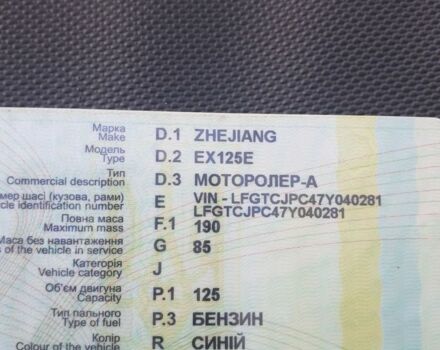 Марка D.1 ZHEJIANG
Make
Модель D.2 EX125E
Type
Тип D.3 МОТОРОЛЕР-А
Commercial description
мер шасі (кузова, рами) E VIN - LFGTCJPC47Y040281
cle identification number LFGTCJPC47Y040281
Повна маса F.1 190
Maximum mass
Маса без навантаження G 85
s of the vehicle in service
Категорія J
Vehicle category
Об'єм двигуна P.1 125
Capacity
Тип пального P.3 БЕНЗИН
Type of fuel
Колір R СИНІЙ
Colour of the vehicle